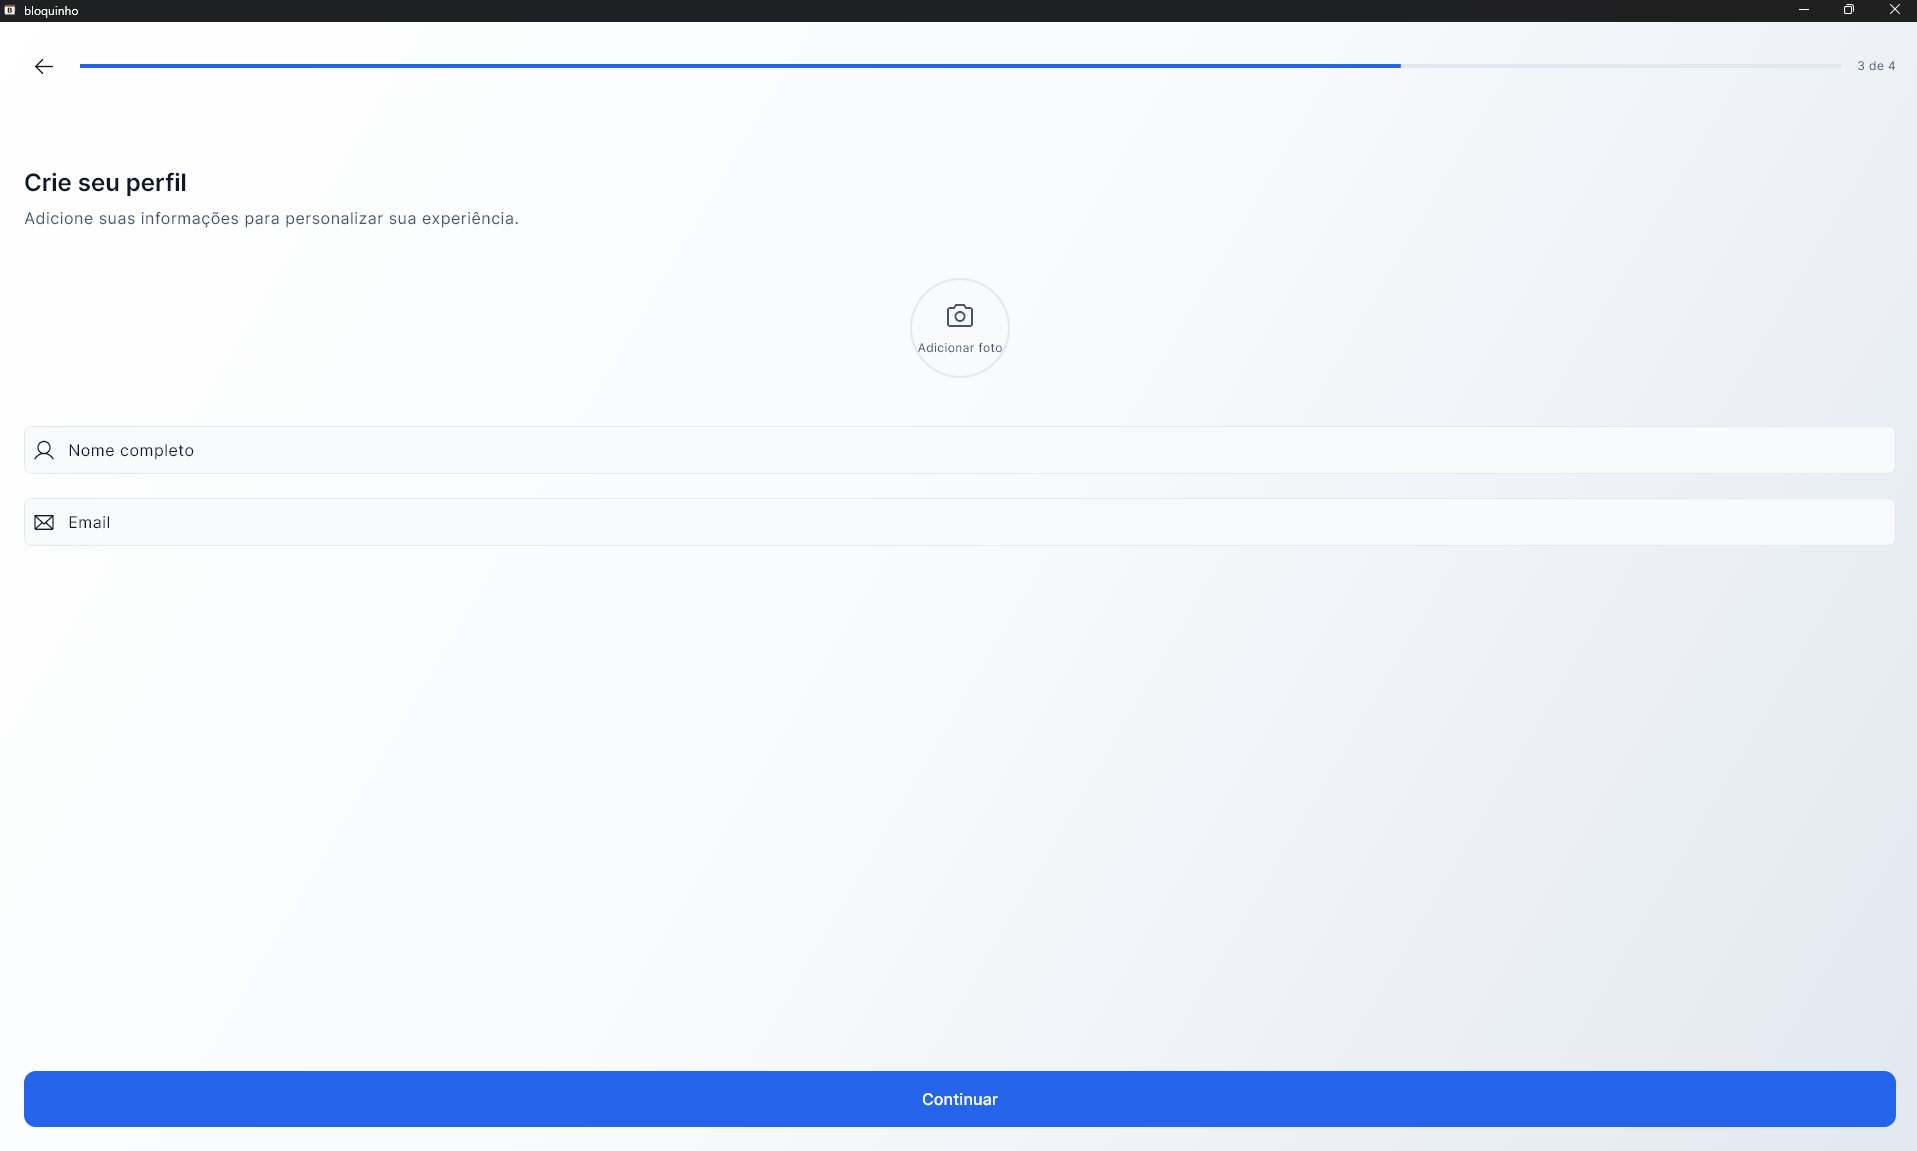 bloquinho
3 de 4
Crie seu perfil
Adicione suas informações para personalizar sua experiência.
Adicionar foto
Nome completo
Email
Continuar